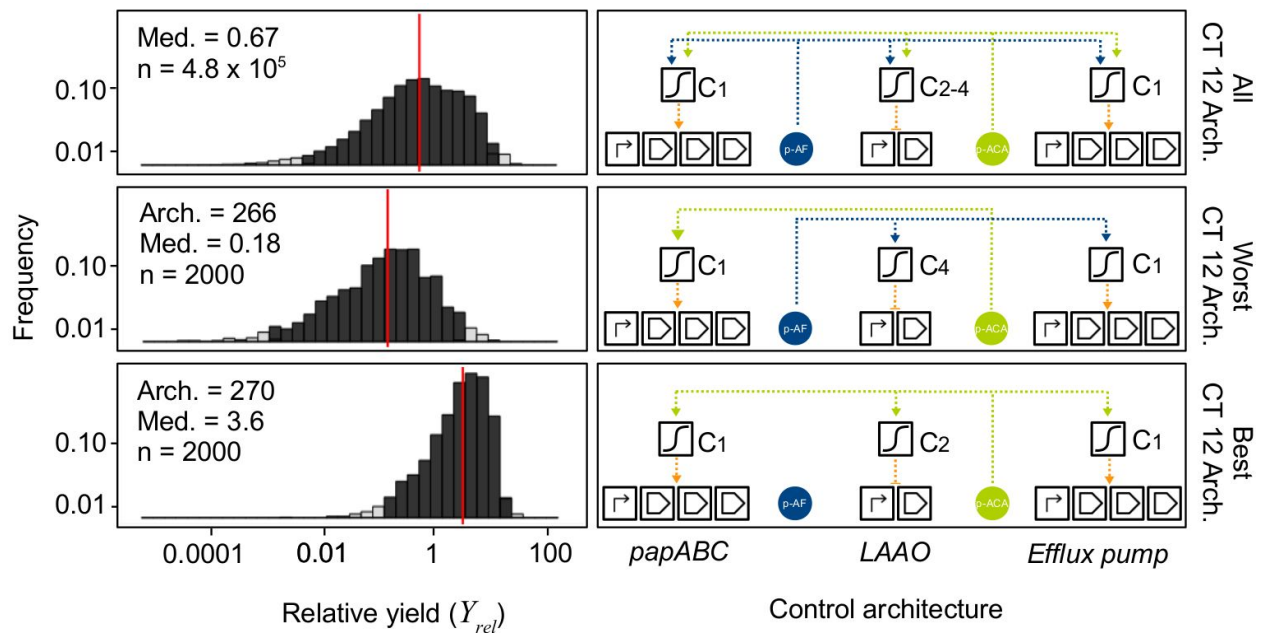 Med. = 0.67
n = 4.8 x 10⁵
0.10
0.01
C1
C2-4
C1
p-AF
p-ACA
All
CT 12 Arch.
Arch. = 266
Med. = 0.18
n = 2000
0.10
0.01
C1
C4
C1
p-AF
p-ACA
Worst
CT 12 Arch.
Arch. = 270
Med. = 3.6
n = 2000
0.10
0.01
C1
C2
C1
p-AF
p-ACA
Best
CT 12 Arch.
Frequency
0.0001 0.01 1 100
papABC LAAO Efflux pump
Relative yield (Yrel)
Control architecture